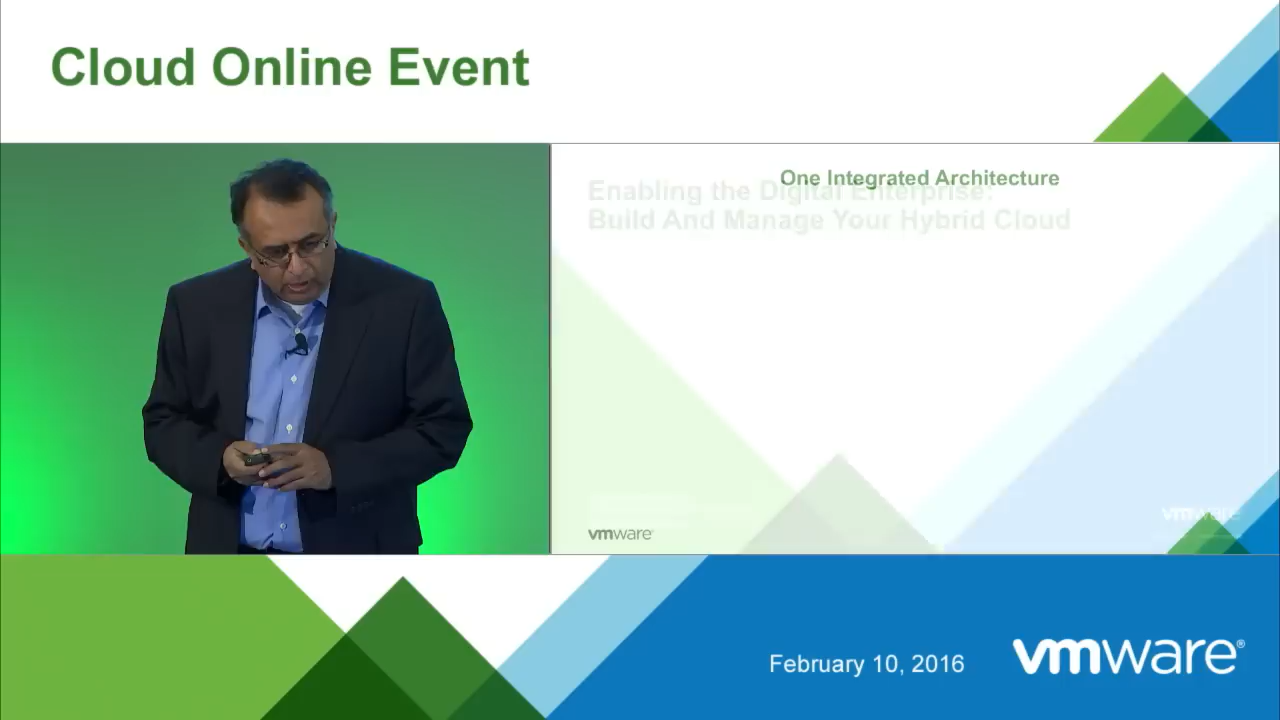 Cloud Online Event
One Integrated Architecture
Enabling the Digital Enterprise:
Build And Manage Your Hybrid Cloud
vmware
vmware
February 10, 2016
vmware®